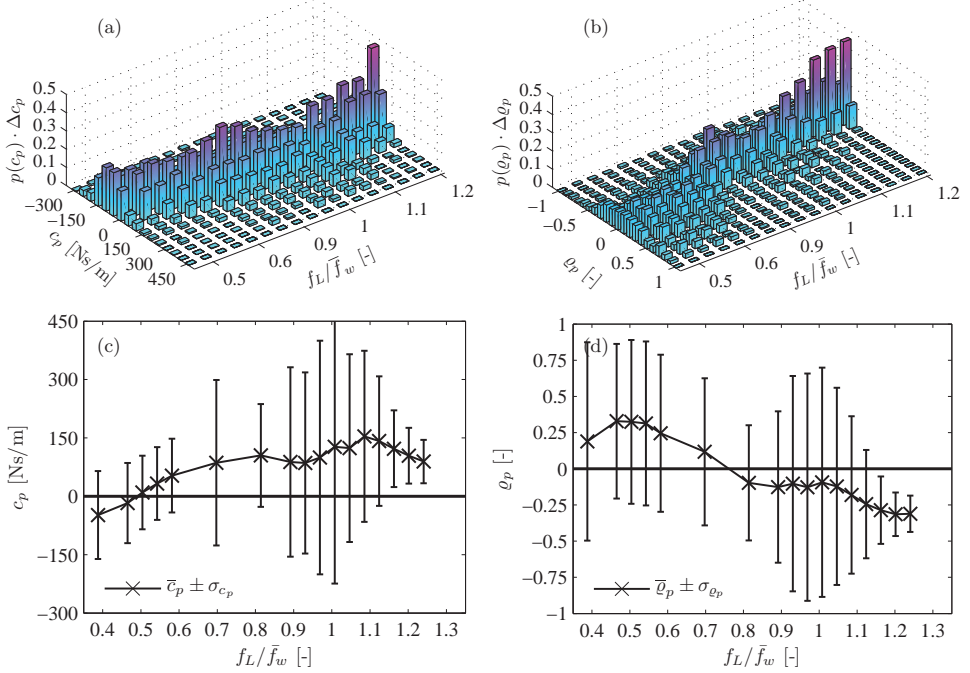 (a)
p(c_p) · Δc_p
0.5
0.4
0.3
0.2
0.1
0
−300
−150
0
150
300
450
c_p [Ns/m]
0.5
0.6
0.9
1
1.1
1.2
f_L/f̅_w [-]
(b)
p(ϱ_p) · Δϱ_p
0.5
0.4
0.3
0.2
0.1
0
−1
−0.5
0
0.5
1
ϱ_p [-]
0.5
0.6
0.9
1
1.1
1.2
f_L/f̅_w [-]
(c)
450
300
150
0
−150
−300
c_p [Ns/m]
c̅_p ± σ_{c_p}
0.4 0.5 0.6 0.7 0.8 0.9 1 1.1 1.2 1.3
f_L/f̅_w [-]
(d)
1
0.75
0.5
0.25
0
−0.25
−0.5
−0.75
−1
ϱ_p [-]
ϱ̅_p ± σ_{ϱ_p}
0.4 0.5 0.6 0.7 0.8 0.9 1 1.1 1.2 1.3
f_L/f̅_w [-]